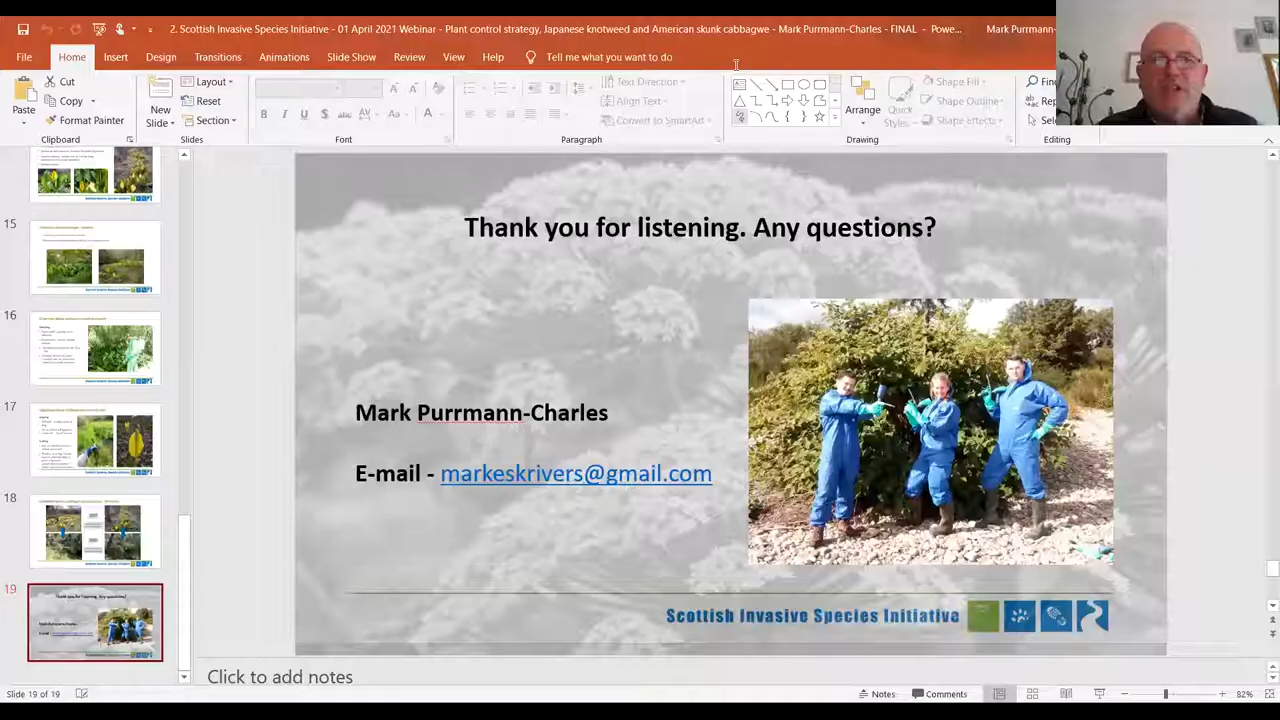 2. Scottish Invasive Species Initiative - 01 April 2021 Webinar - Plant control strategy, Japanese knotweed and American skunk cabbagwe - Mark Purrmann-Charles - FINAL - Powe...
Mark Purrmann-
File Home Insert Design Transitions Animations Slide Show Review View Help Tell me what you want to do
Cut
Copy
Format Painter
Paste
Clipboard
New Slide
Layout
Reset
Section
Slides
Font
Text Direction
Align Text
Convert to SmartArt
Paragraph
Arrange
Quick Styles
Shape Fill
Shape Outline
Shape Effects
Drawing
Editing
15
16
17
18
19
Thank you for listening. Any questions?
Mark Purrmann-Charles
E-mail - markeskrivers@gmail.com
Scottish Invasive Species Initiative
Click to add notes
Slide 19 of 19
Notes
Comments
82%